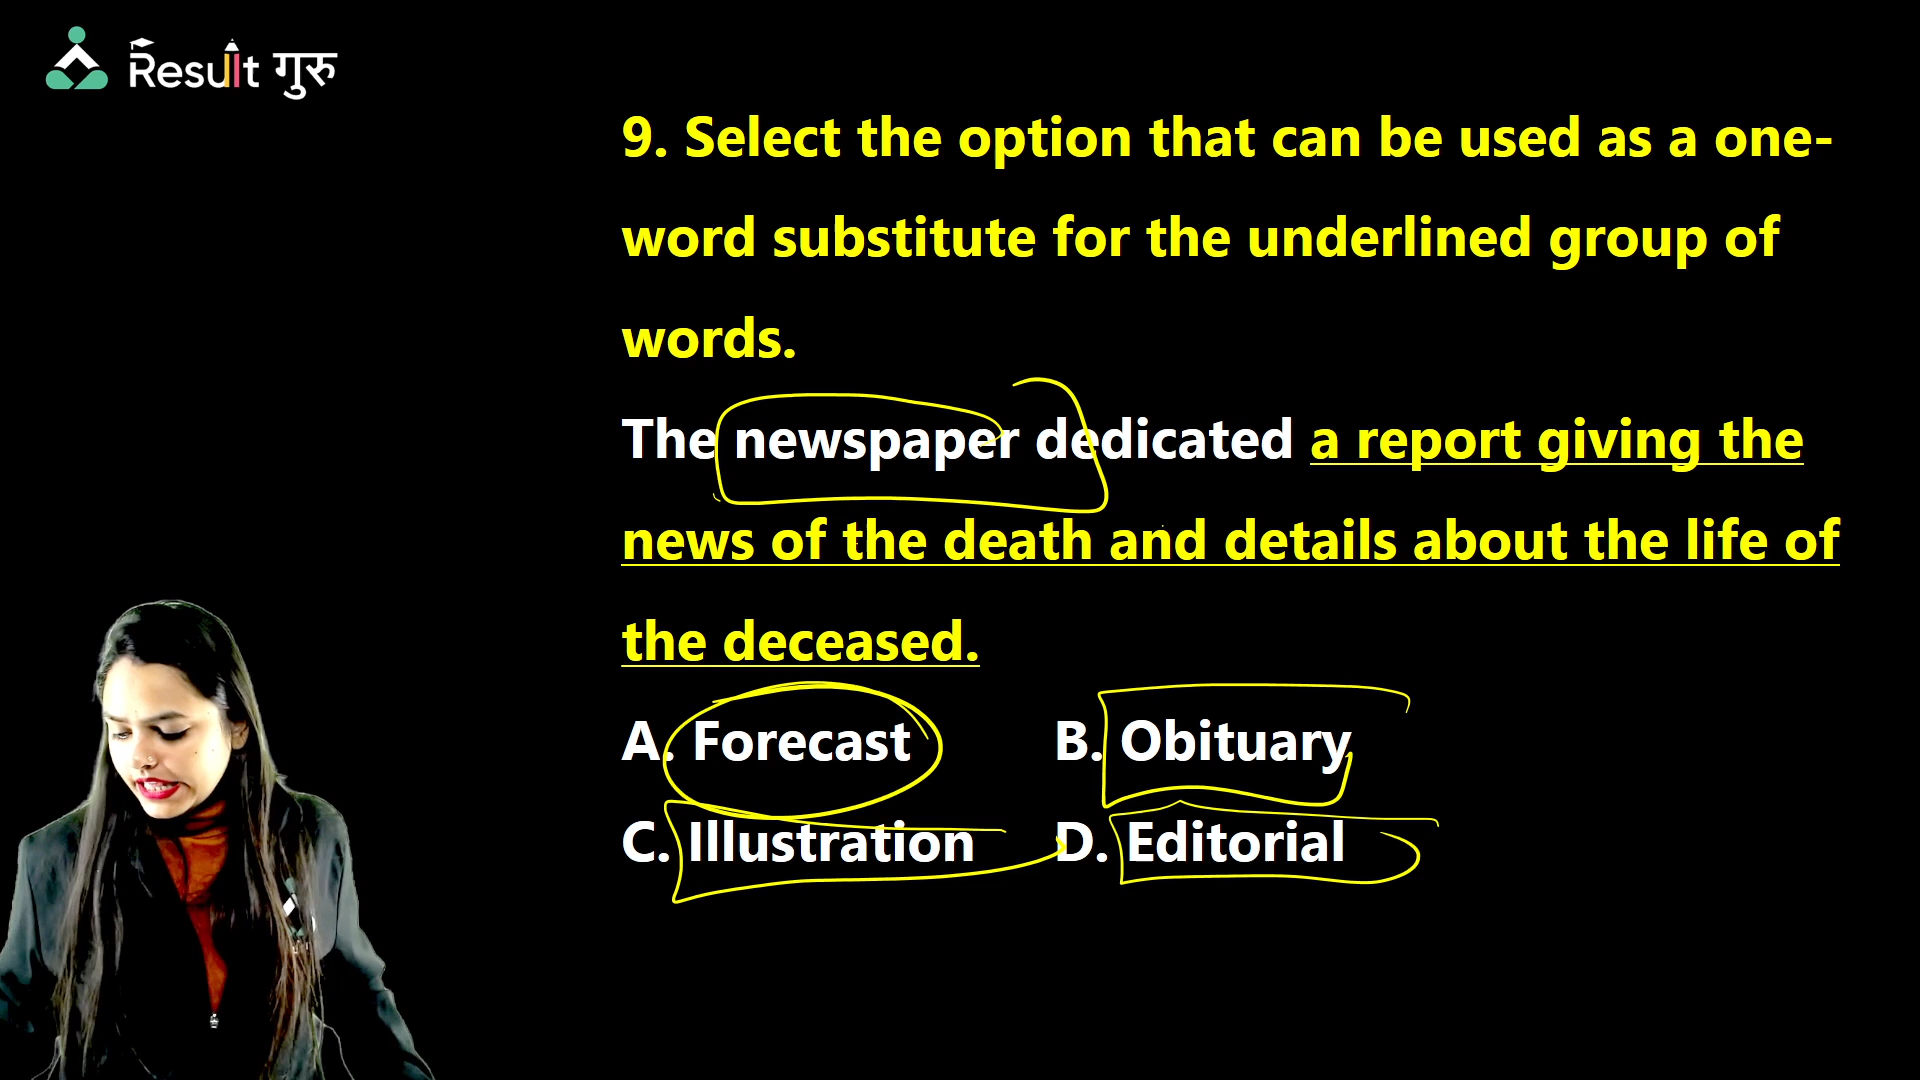 Result गुरु
9. Select the option that can be used as a one-
word substitute for the underlined group of
words.
The newspaper dedicated a report giving the
news of the death and details about the life of
the deceased.
A. Forecast B. Obituary
C. Illustration D. Editorial